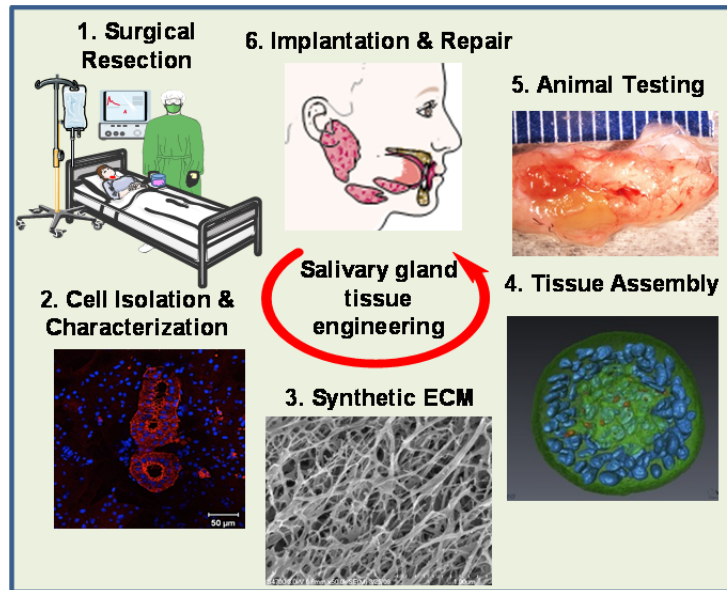 1. Surgical
Resection
6. Implantation & Repair
5. Animal Testing
Salivary gland
tissue
engineering
2. Cell Isolation &
Characterization
50 µm
3. Synthetic ECM
4. Tissue Assembly